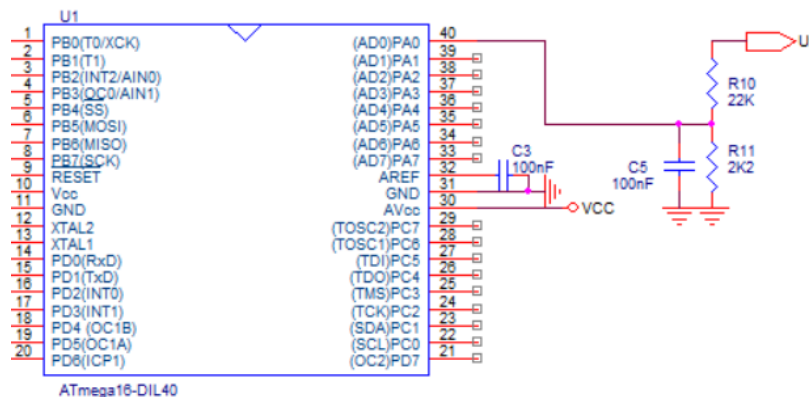 U1
1 PB0(T0/XCK) (AD0)PA0 40
2 PB1(T1) (AD1)PA1 39
3 PB2(INT2/AIN0) (AD2)PA2 38
4 PB3(OC0/AIN1) (AD3)PA3 37
5 PB4(SS) (AD4)PA4 36
6 PB5(MOSI) (AD5)PA5 35
7 PB6(MISO) (AD6)PA6 34
8 PB7(SCK) (AD7)PA7 33
9 RESET AREF 32
10 Vcc GND 31
11 GND AVcc 30
12 XTAL2 (TOSC2)PC7 29
13 XTAL1 (TOSC1)PC6 28
14 PD0(RxD) (TDI)PC5 27
15 PD1(TxD) (TDO)PC4 26
16 PD2(INT0) (TMS)PC3 25
17 PD3(INT1) (TCK)PC2 24
18 PD4 (OC1B) (SDA)PC1 23
19 PD5(OC1A) (SCL)PC0 22
20 PD6(ICP1) (OC2)PD7 21
ATmega16-DIL40
C3
100nF
VCC
U
R10
22K
C5
100nF
R11
2K2